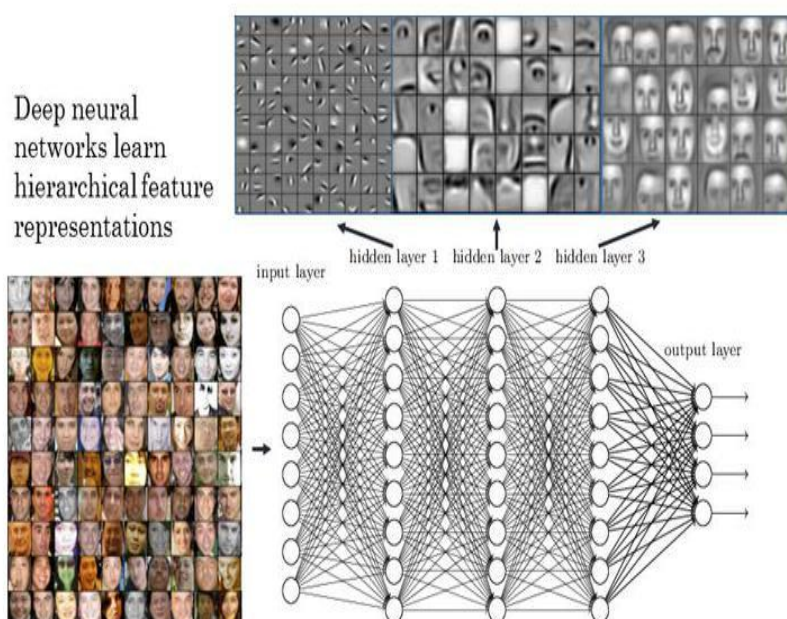 Deep neural
networks learn
hierarchical feature
representations
input layer
hidden layer 1
hidden layer 2
hidden layer 3
output layer